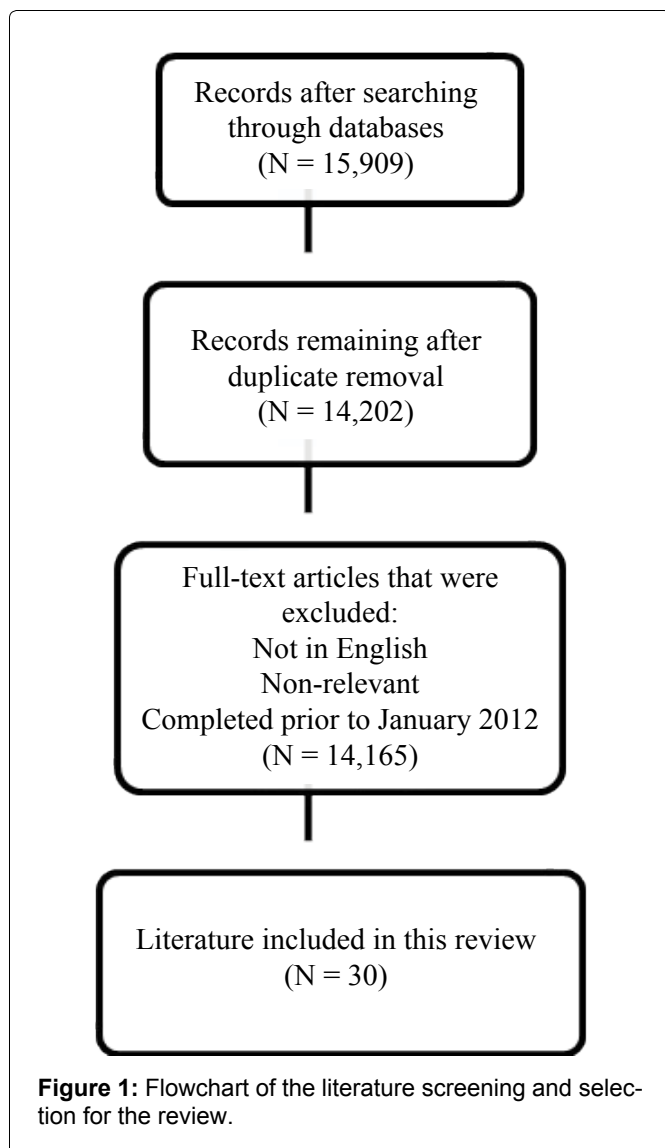 Records after searching
through databases
(N = 15,909)
Records remaining after
duplicate removal
(N = 14,202)
Full-text articles that were
excluded:
Not in English
Non-relevant
Completed prior to January 2012
(N = 14,165)
Literature included in this review
(N = 30)
Figure 1: Flowchart of the literature screening and selec-
tion for the review.